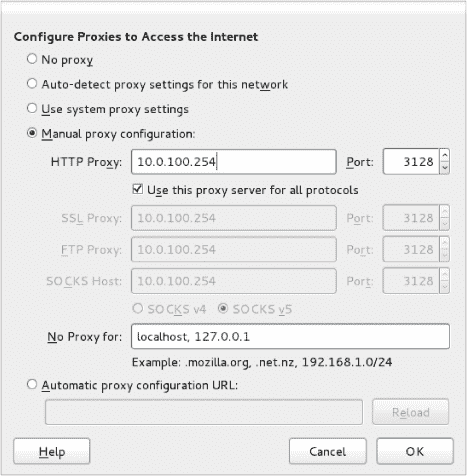 Configure Proxies to Access the Internet
No proxy
Auto-detect proxy settings for this network
Use system proxy settings
Manual proxy configuration:
HTTP Proxy: 10.0.100.254 Port: 3128
Use this proxy server for all protocols
SSL Proxy: 10.0.100.254 Port: 3128
FTP Proxy: 10.0.100.254 Port: 3128
SOCKS Host: 10.0.100.254 Port: 3128
SOCKS v4 SOCKS v5
No Proxy for: localhost, 127.0.0.1
Example: .mozilla.org, .net.nz, 192.168.1.0/24
Automatic proxy configuration URL:
Reload
Help Cancel OK